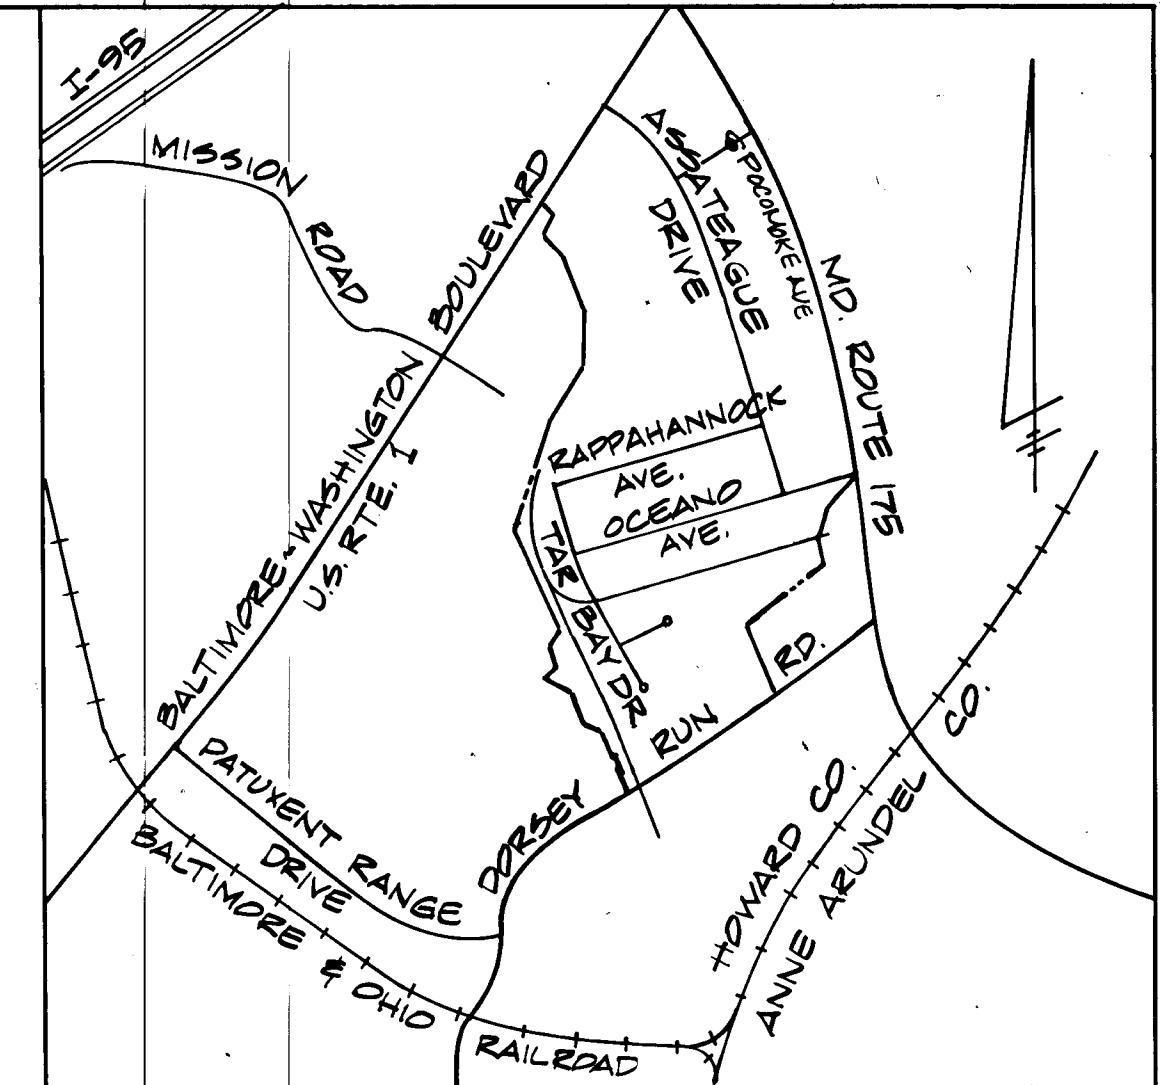 I-95
MISSION
ROAD
BALTIMORE-WASHINGTON BOULEVARD
U.S. RTE. 1
ASSATEAGUE
DRIVE
POCOMOKE AVE
MD. ROUTE 175
RAPPAHANNOCK
AVE.
OCEANO
AVE.
TAR BAY DR
DORSEY RUN RD.
PATUXENT RANGE
DRIVE
BALTIMORE & OHIO RAILROAD
HOWARD CO.
ANNE ARUNDEL CO.